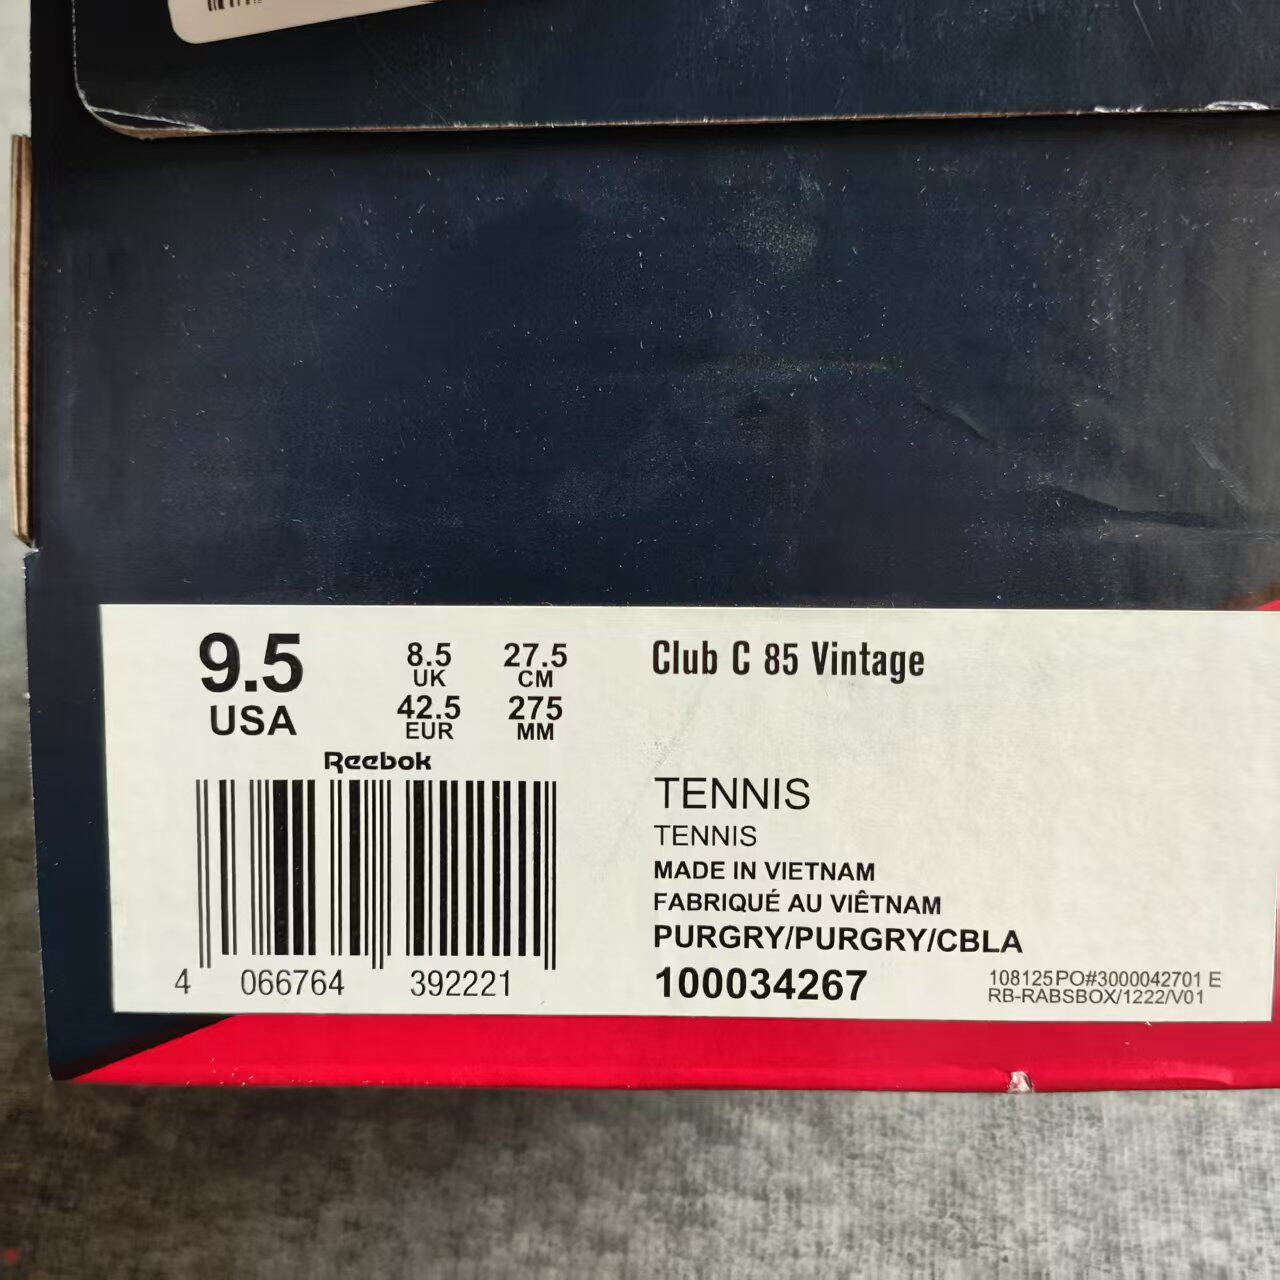 9.5
USA
8.5
UK
42.5
EUR
27.5
CM
275
MM
Reebok
4 066764 392221
Club C 85 Vintage
TENNIS
TENNIS
MADE IN VIETNAM
FABRIQUÉ AU VIÊTNAM
PURGRY/PURGRY/CBLA
100034267
108125PO#3000042701 E
RB-RABSBOX/1222/V01